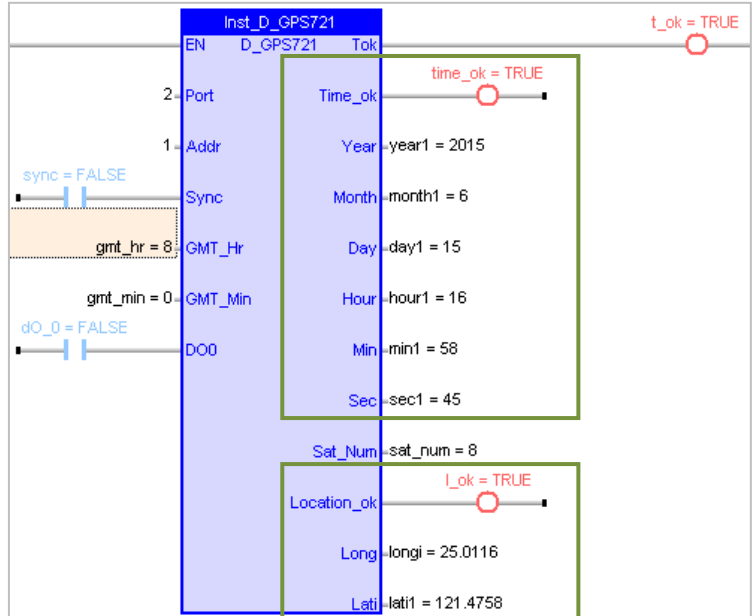 Inst_D_GPS721
t_ok = TRUE
EN D_GPS721 Tok
time_ok = TRUE
2 Port Time_ok
1 Addr Year year1 = 2015
sync = FALSE
Sync Month month1 = 6
gmt_hr = 8 GMT_Hr Day day1 = 15
gmt_min = 0 GMT_Min Hour hour1 = 16
dO_0 = FALSE
DO0 Min min1 = 58
Sec sec1 = 45
Sat_Num sat_num = 8
l_ok = TRUE
Location_ok
Long longi = 25.0116
Lati lati1 = 121.4758